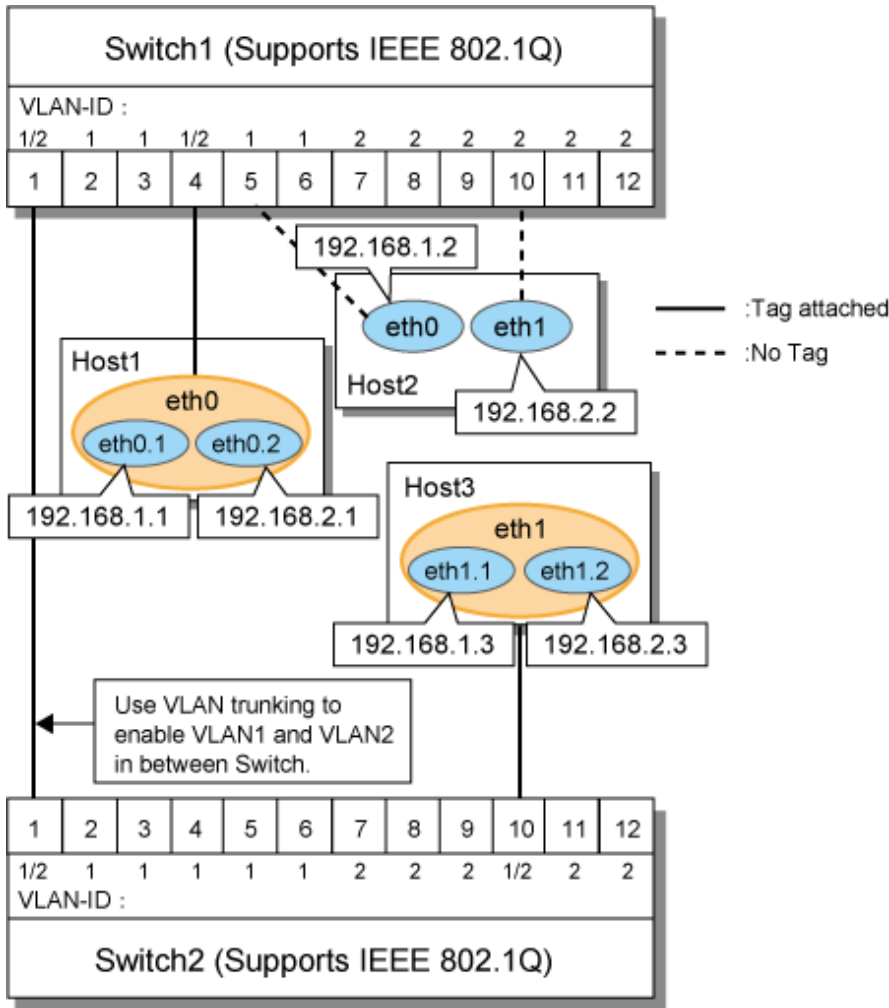 Switch1 (Supports IEEE 802.1Q)
VLAN-ID :
1/2 1 1 1/2 1 1 2 2 2 2 2 2
1 2 3 4 5 6 7 8 9 10 11 12
192.168.1.2
eth0 eth1
Host2
192.168.2.2
:Tag attached
:No Tag
Host1
eth0
eth0.1 eth0.2
192.168.1.1 192.168.2.1
Host3
eth1
eth1.1 eth1.2
192.168.1.3 192.168.2.3
Use VLAN trunking to
enable VLAN1 and VLAN2
in between Switch.
1 2 3 4 5 6 7 8 9 10 11 12
1/2 1 1 1 1 1 2 2 2 1/2 2 2
VLAN-ID :
Switch2 (Supports IEEE 802.1Q)